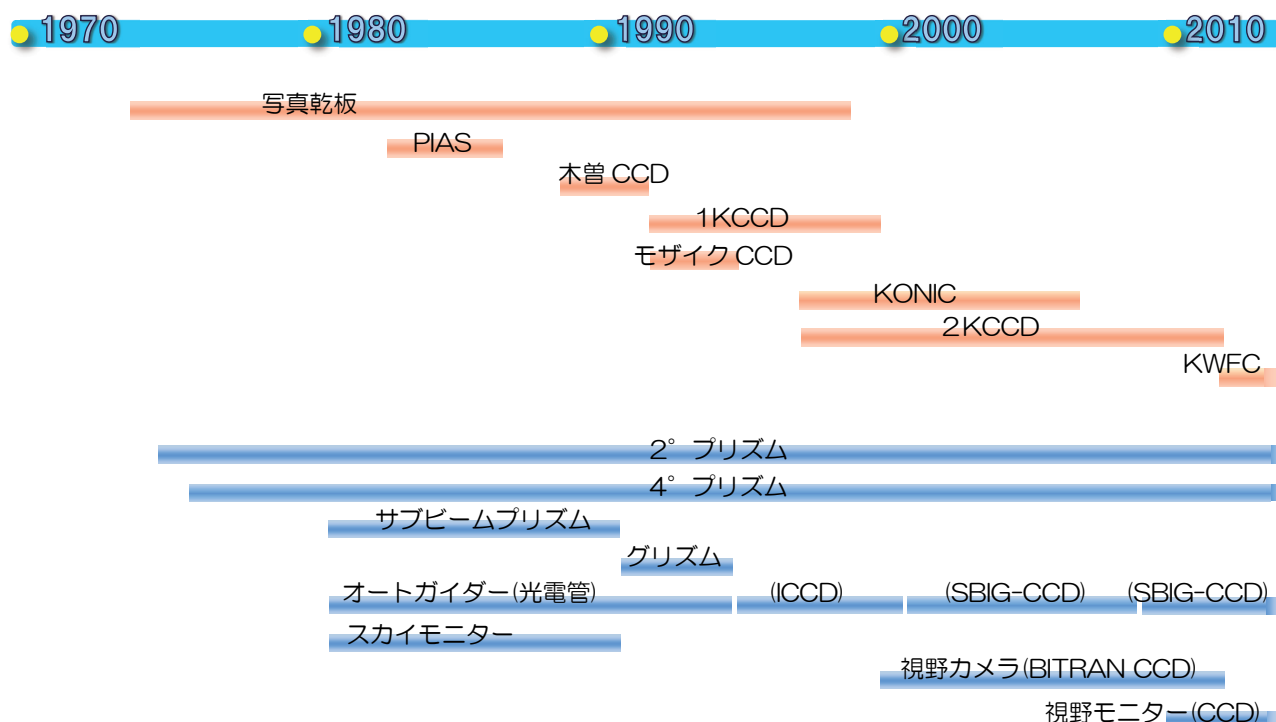 1970 1980 1990 2000 2010
写真乾板
PIAS
木曽 CCD
1KCCD
モザイク CCD
KONIC
2KCCD
KWFC
2°プリズム
4°プリズム
サブビームプリズム
グリズム
オートガイダー(光電管) (ICCD) (SBIG-CCD) (SBIG-CCD)
スカイモニター
視野カメラ(BITRAN CCD)
視野モニター(CCD)